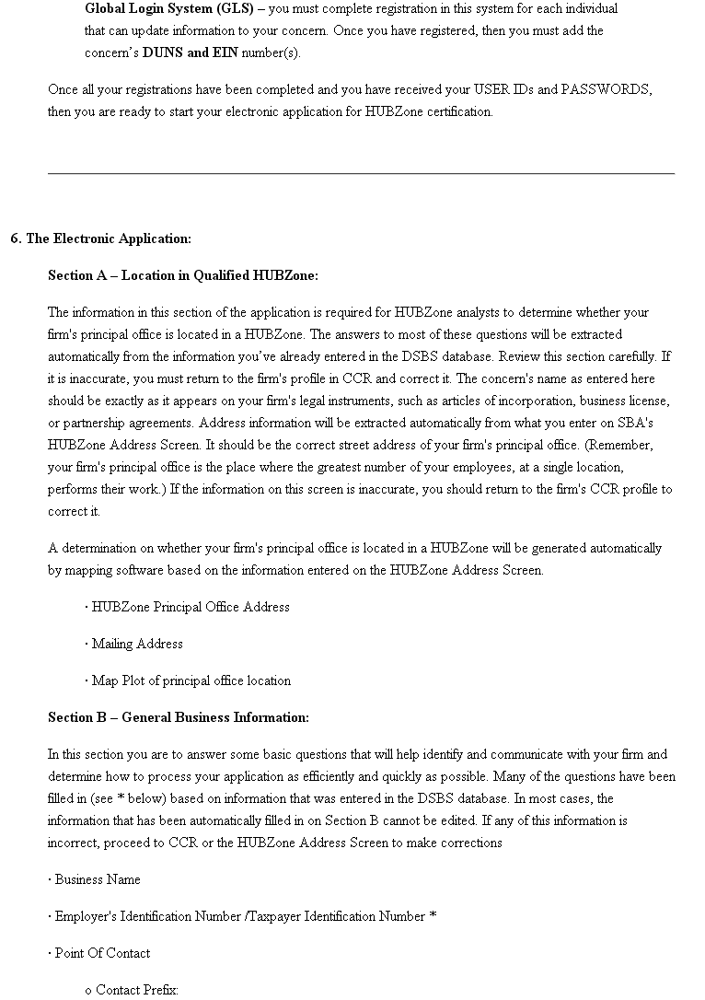 Global Login System (GLS) – you must complete registration in this system for each individual
that can update information to your concern. Once you have registered, then you must add the
concern's DUNS and EIN number(s).
Once all your registrations have been completed and you have received your USER IDs and PASSWORDS,
then you are ready to start your electronic application for HUBZone certification.
6. The Electronic Application:
Section A – Location in Qualified HUBZone:
The information in this section of the application is required for HUBZone analysts to determine whether your
firm's principal office is located in a HUBZone. The answers to most of these questions will be extracted
automatically from the information you've already entered in the DSBS database. Review this section carefully. If
it is inaccurate, you must return to the firm's profile in CCR and correct it. The concern's name as entered here
should be exactly as it appears on your firm's legal instruments, such as articles of incorporation, business license,
or partnership agreements. Address information will be extracted automatically from what you enter on SBA's
HUBZone Address Screen. It should be the correct street address of your firm's principal office. (Remember,
your firm's principal office is the place where the greatest number of your employees, at a single location,
performs their work.) If the information on this screen is inaccurate, you should return to the firm's CCR profile to
correct it.
A determination on whether your firm's principal office is located in a HUBZone will be generated automatically
by mapping software based on the information entered on the HUBZone Address Screen.
· HUBZone Principal Office Address
· Mailing Address
· Map Plot of principal office location
Section B – General Business Information:
In this section you are to answer some basic questions that will help identify and communicate with your firm and
determine how to process your application as efficiently and quickly as possible. Many of the questions have been
filled in (see * below) based on information that was entered in the DSBS database. In most cases, the
information that has been automatically filled in on Section B cannot be edited. If any of this information is
incorrect, proceed to CCR or the HUBZone Address Screen to make corrections
· Business Name
· Employer's Identification Number /Taxpayer Identification Number *
· Point Of Contact
o Contact Prefix: